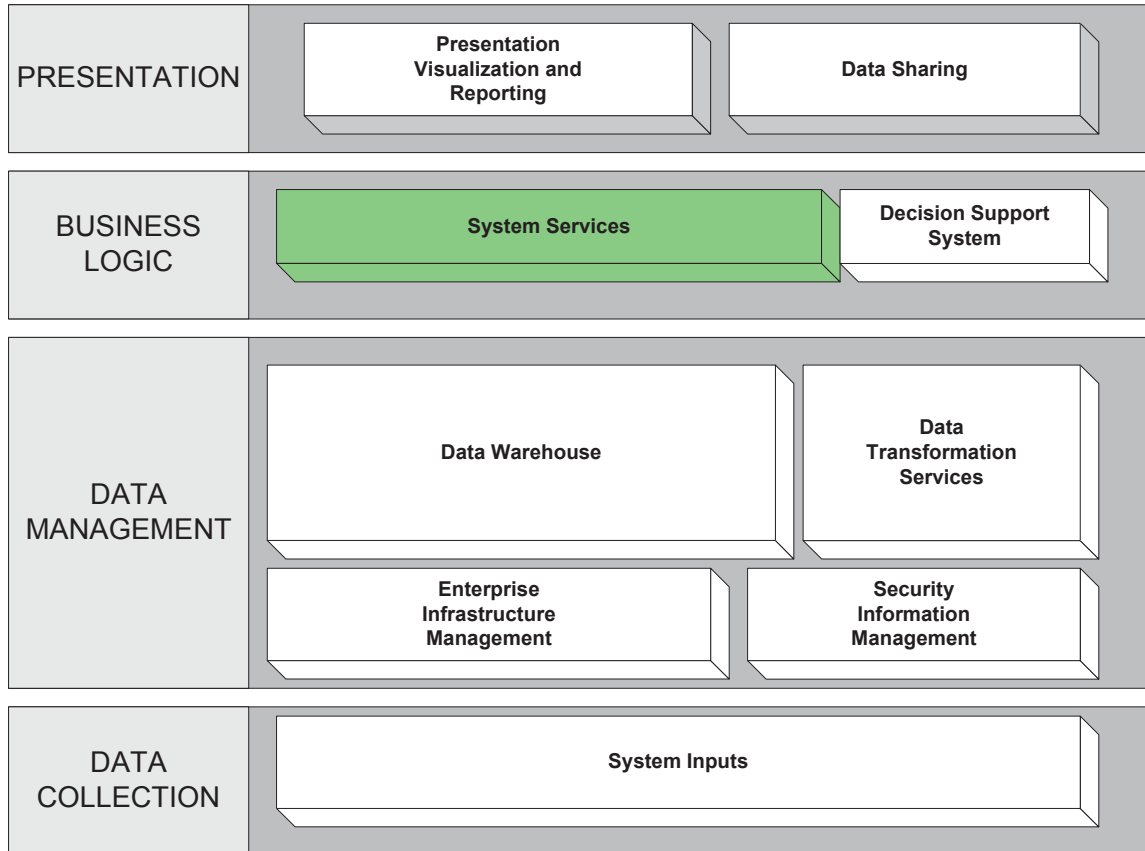 PRESENTATION
Presentation
Visualization and
Reporting
Data Sharing
BUSINESS
LOGIC
System Services
Decision Support
System
DATA
MANAGEMENT
Data Warehouse
Data
Transformation
Services
Enterprise
Infrastructure
Management
Security
Information
Management
DATA
COLLECTION
System Inputs